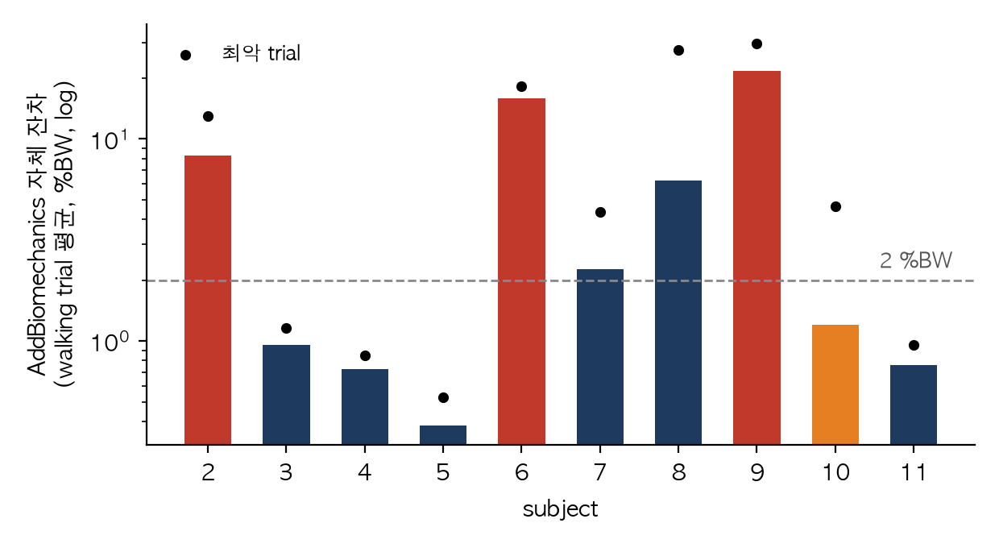 최악 trial
AddBiomechanics 자체 잔차
(walking trial 평균, %BW, log)
10¹
10⁰
2 %BW
2 3 4 5 6 7 8 9 10 11
subject